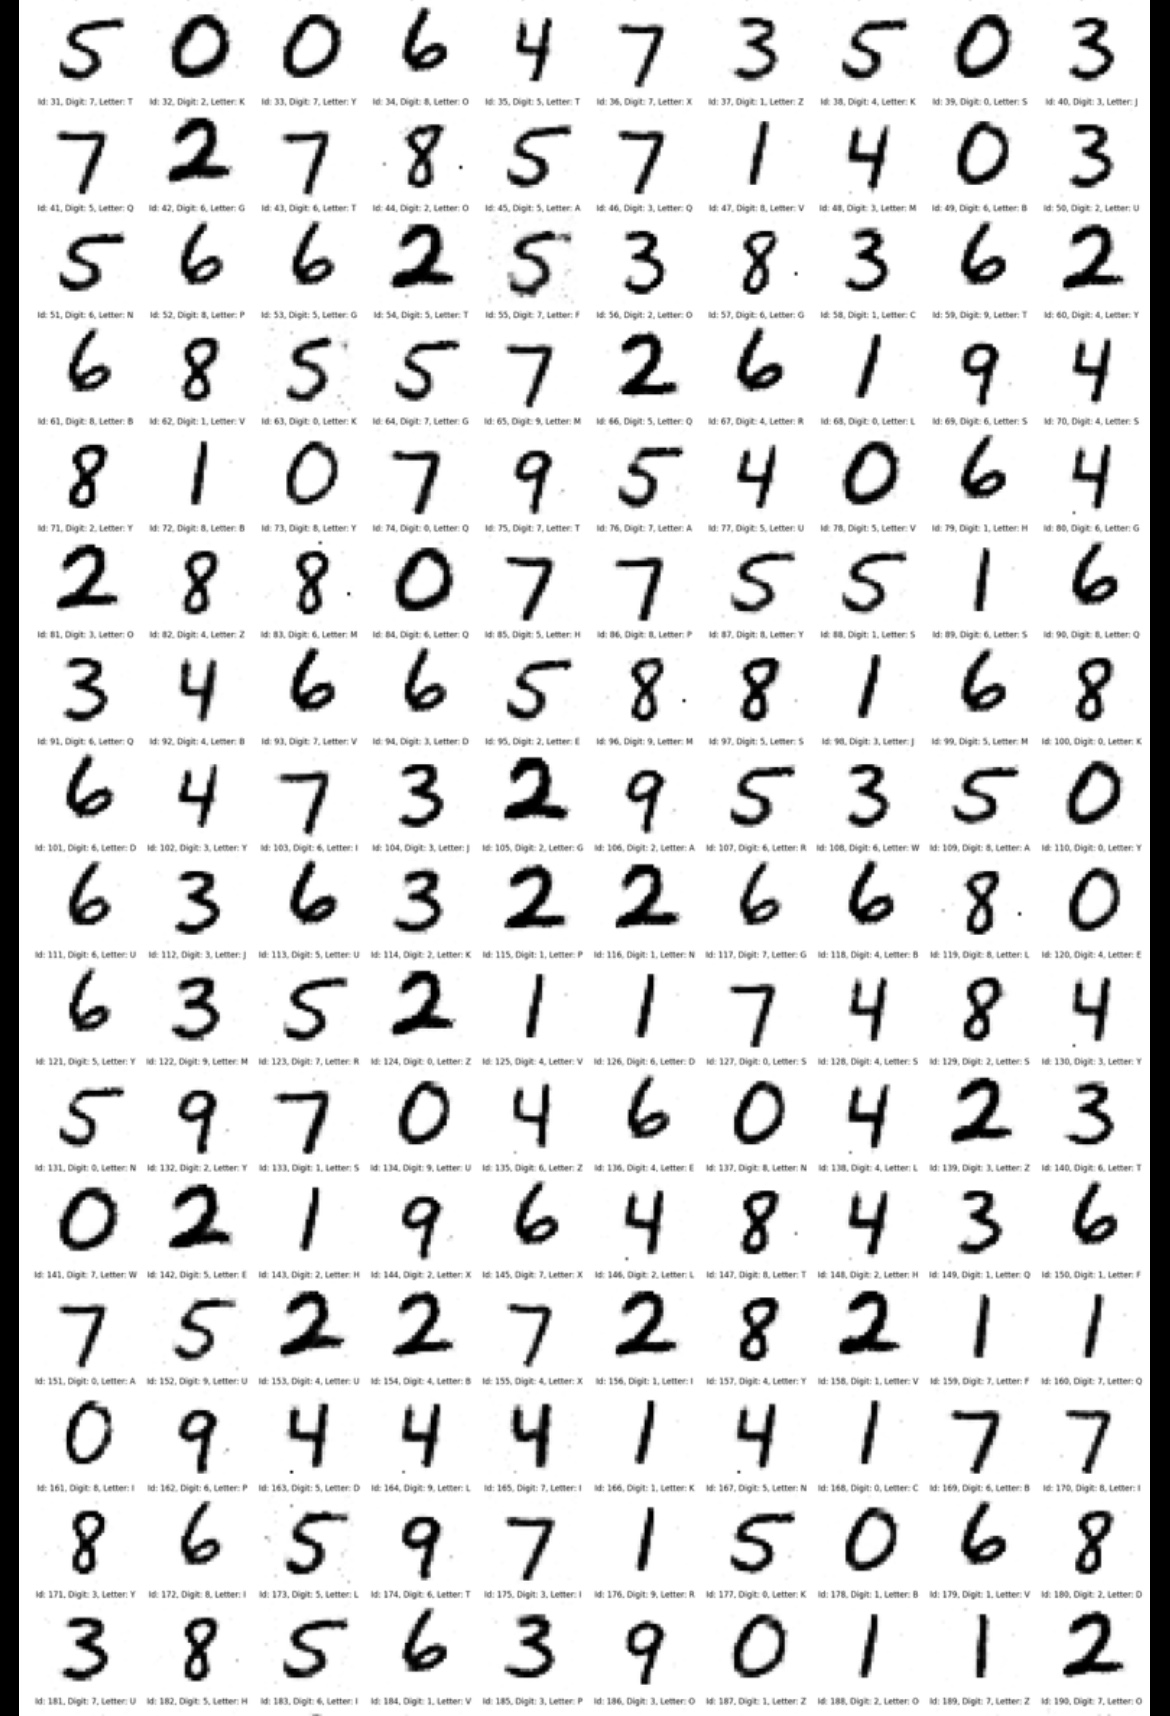 5 0 0 6 4 7 3 5 0 3
Id: 31, Digit: 7, Letter: T Id: 32, Digit: 2, Letter: K Id: 33, Digit: 7, Letter: Y Id: 34, Digit: 8, Letter: O Id: 35, Digit: 5, Letter: T Id: 36, Digit: 7, Letter: X Id: 37, Digit: 1, Letter: Z Id: 38, Digit: 4, Letter: K Id: 39, Digit: 0, Letter: S Id: 40, Digit: 3, Letter: J
7 2 7 8 5 7 1 4 0 3
Id: 41, Digit: 5, Letter: Q Id: 42, Digit: 6, Letter: G Id: 43, Digit: 6, Letter: T Id: 44, Digit: 2, Letter: O Id: 45, Digit: 5, Letter: A Id: 46, Digit: 3, Letter: Q Id: 47, Digit: 8, Letter: V Id: 48, Digit: 3, Letter: M Id: 49, Digit: 6, Letter: B Id: 50, Digit: 2, Letter: U
5 6 6 2 5 3 8 3 6 2
Id: 51, Digit: 6, Letter: N Id: 52, Digit: 8, Letter: P Id: 53, Digit: 5, Letter: G Id: 54, Digit: 5, Letter: T Id: 55, Digit: 7, Letter: F Id: 56, Digit: 2, Letter: O Id: 57, Digit: 6, Letter: G Id: 58, Digit: 1, Letter: C Id: 59, Digit: 9, Letter: T Id: 60, Digit: 4, Letter: Y
6 8 5 5 7 2 6 1 9 4
Id: 61, Digit: 8, Letter: B Id: 62, Digit: 1, Letter: V Id: 63, Digit: 0, Letter: K Id: 64, Digit: 7, Letter: G Id: 65, Digit: 9, Letter: M Id: 66, Digit: 5, Letter: Q Id: 67, Digit: 4, Letter: R Id: 68, Digit: 0, Letter: L Id: 69, Digit: 6, Letter: S Id: 70, Digit: 4, Letter: S
8 1 0 7 9 5 4 0 6 4
Id: 71, Digit: 2, Letter: Y Id: 72, Digit: 8, Letter: B Id: 73, Digit: 8, Letter: Y Id: 74, Digit: 0, Letter: Q Id: 75, Digit: 7, Letter: T Id: 76, Digit: 7, Letter: A Id: 77, Digit: 5, Letter: U Id: 78, Digit: 5, Letter: V Id: 79, Digit: 1, Letter: H Id: 80, Digit: 6, Letter: G
2 8 8 0 7 7 5 5 1 6
Id: 81, Digit: 3, Letter: O Id: 82, Digit: 4, Letter: Z Id: 83, Digit: 6, Letter: M Id: 84, Digit: 6, Letter: Q Id: 85, Digit: 5, Letter: H Id: 86, Digit: 8, Letter: P Id: 87, Digit: 8, Letter: Y Id: 88, Digit: 1, Letter: S Id: 89, Digit: 6, Letter: S Id: 90, Digit: 8, Letter: Q
3 4 6 6 5 8 8 1 6 8
Id: 91, Digit: 6, Letter: Q Id: 92, Digit: 4, Letter: B Id: 93, Digit: 7, Letter: V Id: 94, Digit: 3, Letter: D Id: 95, Digit: 2, Letter: E Id: 96, Digit: 9, Letter: M Id: 97, Digit: 5, Letter: S Id: 98, Digit: 3, Letter: J Id: 99, Digit: 5, Letter: M Id: 100, Digit: 0, Letter: K
6 4 7 3 2 9 5 3 5 0
Id: 101, Digit: 6, Letter: D Id: 102, Digit: 3, Letter: Y Id: 103, Digit: 6, Letter: I Id: 104, Digit: 3, Letter: J Id: 105, Digit: 2, Letter: G Id: 106, Digit: 2, Letter: A Id: 107, Digit: 6, Letter: R Id: 108, Digit: 6, Letter: W Id: 109, Digit: 8, Letter: A Id: 110, Digit: 0, Letter: Y
6 3 6 3 2 2 6 6 8 0
Id: 111, Digit: 6, Letter: U Id: 112, Digit: 3, Letter: J Id: 113, Digit: 5, Letter: U Id: 114, Digit: 2, Letter: K Id: 115, Digit: 1, Letter: P Id: 116, Digit: 1, Letter: N Id: 117, Digit: 7, Letter: G Id: 118, Digit: 4, Letter: B Id: 119, Digit: 8, Letter: L Id: 120, Digit: 4, Letter: E
6 3 5 2 1 1 7 4 8 4
Id: 121, Digit: 5, Letter: Y Id: 122, Digit: 9, Letter: M Id: 123, Digit: 7, Letter: R Id: 124, Digit: 0, Letter: Z Id: 125, Digit: 4, Letter: V Id: 126, Digit: 6, Letter: D Id: 127, Digit: 0, Letter: S Id: 128, Digit: 4, Letter: S Id: 129, Digit: 2, Letter: S Id: 130, Digit: 3, Letter: Y
5 9 7 0 4 6 0 4 2 3
Id: 131, Digit: 0, Letter: N Id: 132, Digit: 2, Letter: Y Id: 133, Digit: 1, Letter: S Id: 134, Digit: 9, Letter: U Id: 135, Digit: 6, Letter: Z Id: 136, Digit: 4, Letter: E Id: 137, Digit: 8, Letter: N Id: 138, Digit: 4, Letter: L Id: 139, Digit: 3, Letter: Z Id: 140, Digit: 6, Letter: T
0 2 1 9 6 4 8 4 3 6
Id: 141, Digit: 7, Letter: W Id: 142, Digit: 5, Letter: E Id: 143, Digit: 2, Letter: H Id: 144, Digit: 2, Letter: X Id: 145, Digit: 7, Letter: X Id: 146, Digit: 2, Letter: L Id: 147, Digit: 8, Letter: T Id: 148, Digit: 2, Letter: H Id: 149, Digit: 1, Letter: Q Id: 150, Digit: 1, Letter: F
7 5 2 2 7 2 8 2 1 1
Id: 151, Digit: 0, Letter: A Id: 152, Digit: 9, Letter: U Id: 153, Digit: 4, Letter: U Id: 154, Digit: 4, Letter: B Id: 155, Digit: 4, Letter: X Id: 156, Digit: 1, Letter: I Id: 157, Digit: 4, Letter: Y Id: 158, Digit: 1, Letter: V Id: 159, Digit: 7, Letter: F Id: 160, Digit: 7, Letter: Q
0 9 4 4 4 1 4 1 7 7
Id: 161, Digit: 8, Letter: I Id: 162, Digit: 6, Letter: P Id: 163, Digit: 5, Letter: D Id: 164, Digit: 9, Letter: L Id: 165, Digit: 7, Letter: I Id: 166, Digit: 1, Letter: K Id: 167, Digit: 5, Letter: N Id: 168, Digit: 0, Letter: C Id: 169, Digit: 6, Letter: B Id: 170, Digit: 8, Letter: I
8 6 5 9 7 1 5 0 6 8
Id: 171, Digit: 3, Letter: Y Id: 172, Digit: 8, Letter: I Id: 173, Digit: 5, Letter: L Id: 174, Digit: 6, Letter: T Id: 175, Digit: 3, Letter: I Id: 176, Digit: 9, Letter: R Id: 177, Digit: 0, Letter: K Id: 178, Digit: 1, Letter: B Id: 179, Digit: 1, Letter: V Id: 180, Digit: 2, Letter: D
3 8 5 6 3 9 0 1 1 2
Id: 181, Digit: 7, Letter: U Id: 182, Digit: 5, Letter: H Id: 183, Digit: 6, Letter: I Id: 184, Digit: 1, Letter: V Id: 185, Digit: 3, Letter: P Id: 186, Digit: 3, Letter: O Id: 187, Digit: 1, Letter: Z Id: 188, Digit: 2, Letter: O Id: 189, Digit: 7, Letter: Z Id: 190, Digit: 7, Letter: O